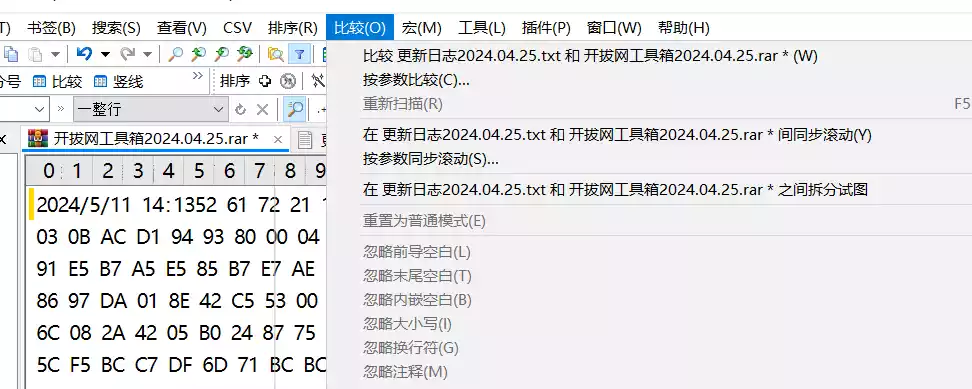 T) 书签(B) 搜索(S) 查看(V) CSV 排序(R) 比较(O) 宏(M) 工具(L) 插件(P) 窗口(W) 帮助(H)
分号 比较 竖线 排序
一整行
开拔网工具箱2024.04.25.rar *
0 1 2 3 4 5 6 7 8 9
2024/5/11 14:1352 61 72 21
03 0B AC D1 94 93 80 00 04
91 E5 B7 A5 E5 85 B7 E7 AE
86 97 DA 01 8E 42 C5 53 00
6C 08 2A 42 05 B0 24 87 75
5C F5 BC C7 DF 6D 71 BC BC
比较 更新日志2024.04.25.txt 和 开拔网工具箱2024.04.25.rar * (W)
按参数比较(C)...
重新扫描(R) F5
在 更新日志2024.04.25.txt 和 开拔网工具箱2024.04.25.rar * 间同步滚动(Y)
按参数同步滚动(S)...
在 更新日志2024.04.25.txt 和 开拔网工具箱2024.04.25.rar * 之间拆分试图
重置为普通模式(E)
忽略前导空白(L)
忽略末尾空白(T)
忽略内嵌空白(B)
忽略大小写(I)
忽略换行符(G)
忽略注释(M)